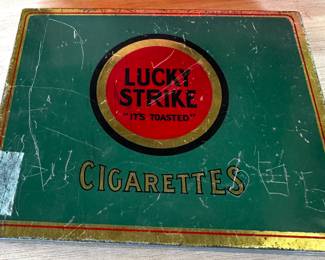 LUCKY
STRIKE
"IT'S TOASTED"
CIGARETTES